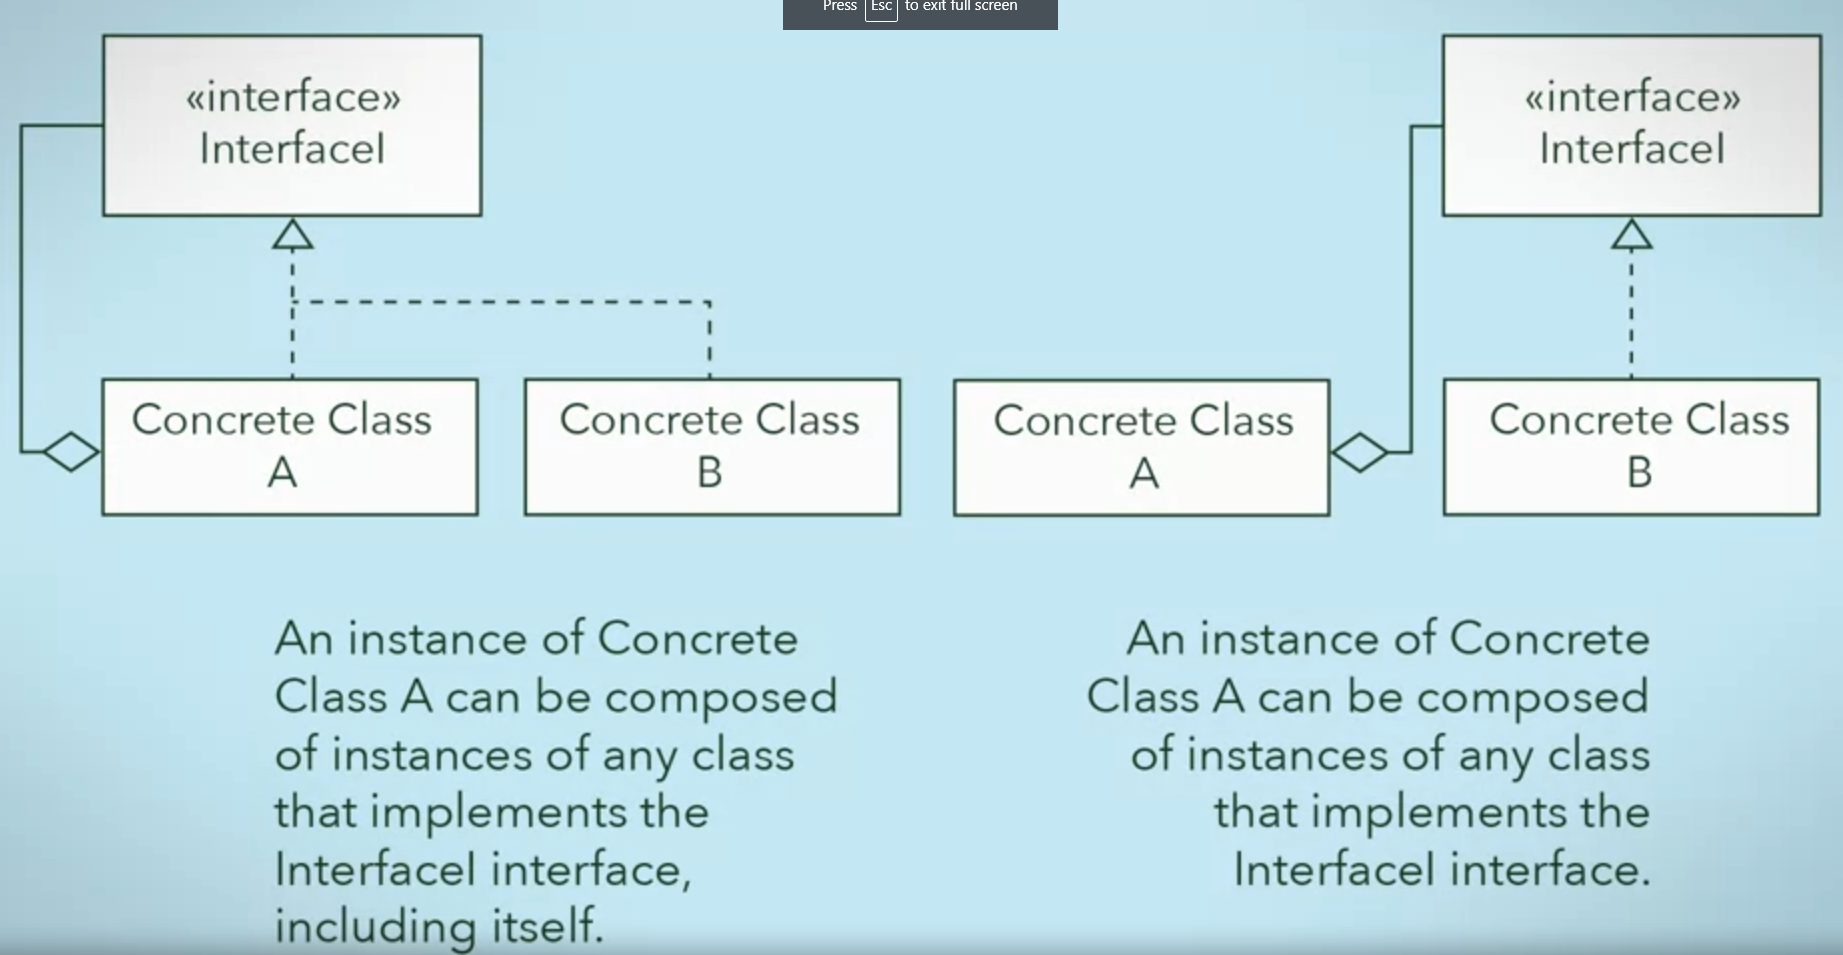 Press Esc to exit full screen
«interface»
InterfaceI
Concrete Class
A
Concrete Class
B
An instance of Concrete
Class A can be composed
of instances of any class
that implements the
InterfaceI interface,
including itself.
«interface»
InterfaceI
Concrete Class
A
Concrete Class
B
An instance of Concrete
Class A can be composed
of instances of any class
that implements the
InterfaceI interface.